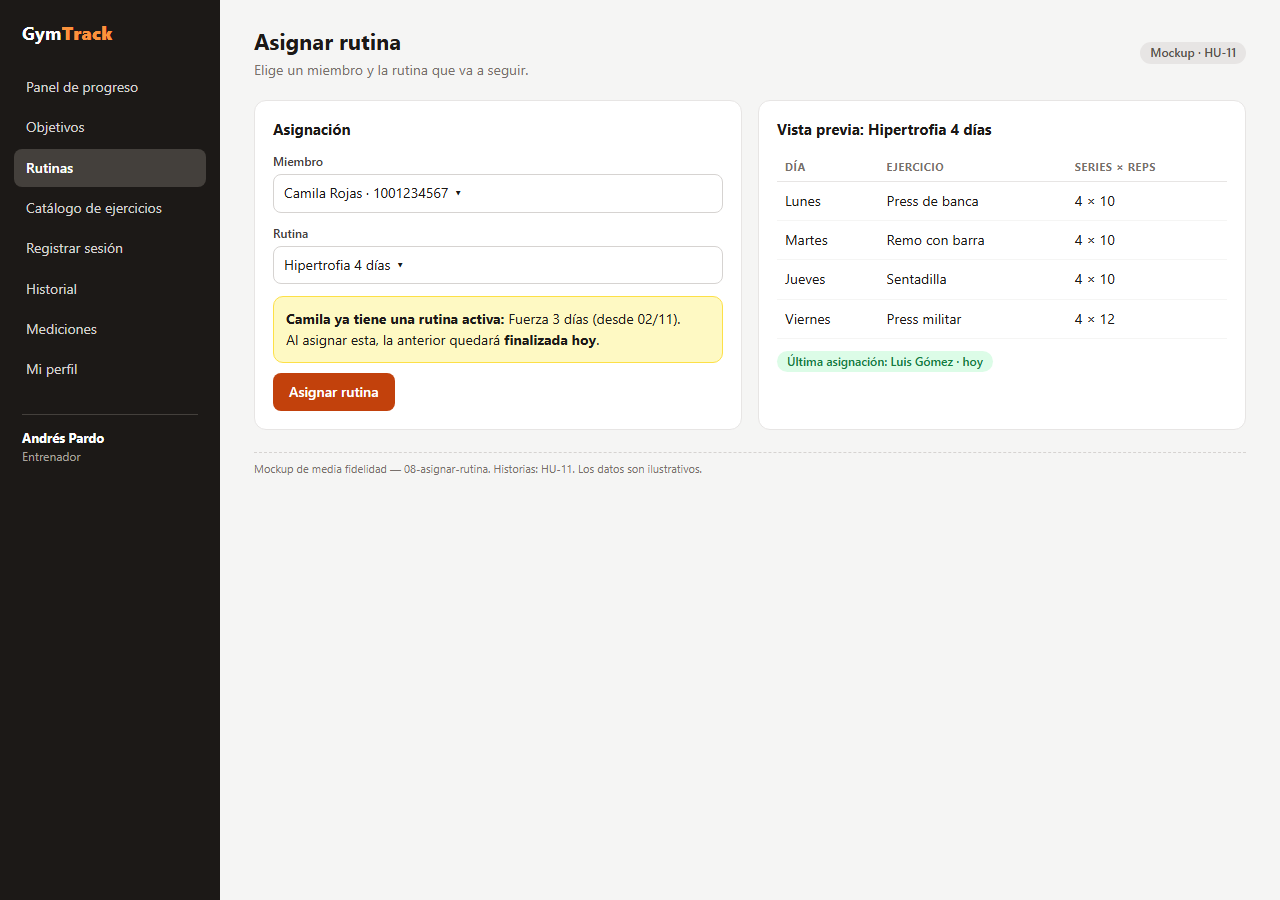 GymTrack
Panel de progreso
Objetivos
Rutinas
Catálogo de ejercicios
Registrar sesión
Historial
Mediciones
Mi perfil
Andrés Pardo
Entrenador
Asignar rutina
Elige un miembro y la rutina que va a seguir.
Mockup · HU-11
Asignación
Miembro
Camila Rojas · 1001234567 ▾
Rutina
Hipertrofia 4 días ▾
Camila ya tiene una rutina activa: Fuerza 3 días (desde 02/11).
Al asignar esta, la anterior quedará finalizada hoy.
Asignar rutina
Vista previa: Hipertrofia 4 días
DÍA EJERCICIO SERIES × REPS
Lunes Press de banca 4 × 10
Martes Remo con barra 4 × 10
Jueves Sentadilla 4 × 10
Viernes Press militar 4 × 12
Última asignación: Luis Gómez · hoy
Mockup de media fidelidad — 08-asignar-rutina. Historias: HU-11. Los datos son ilustrativos.